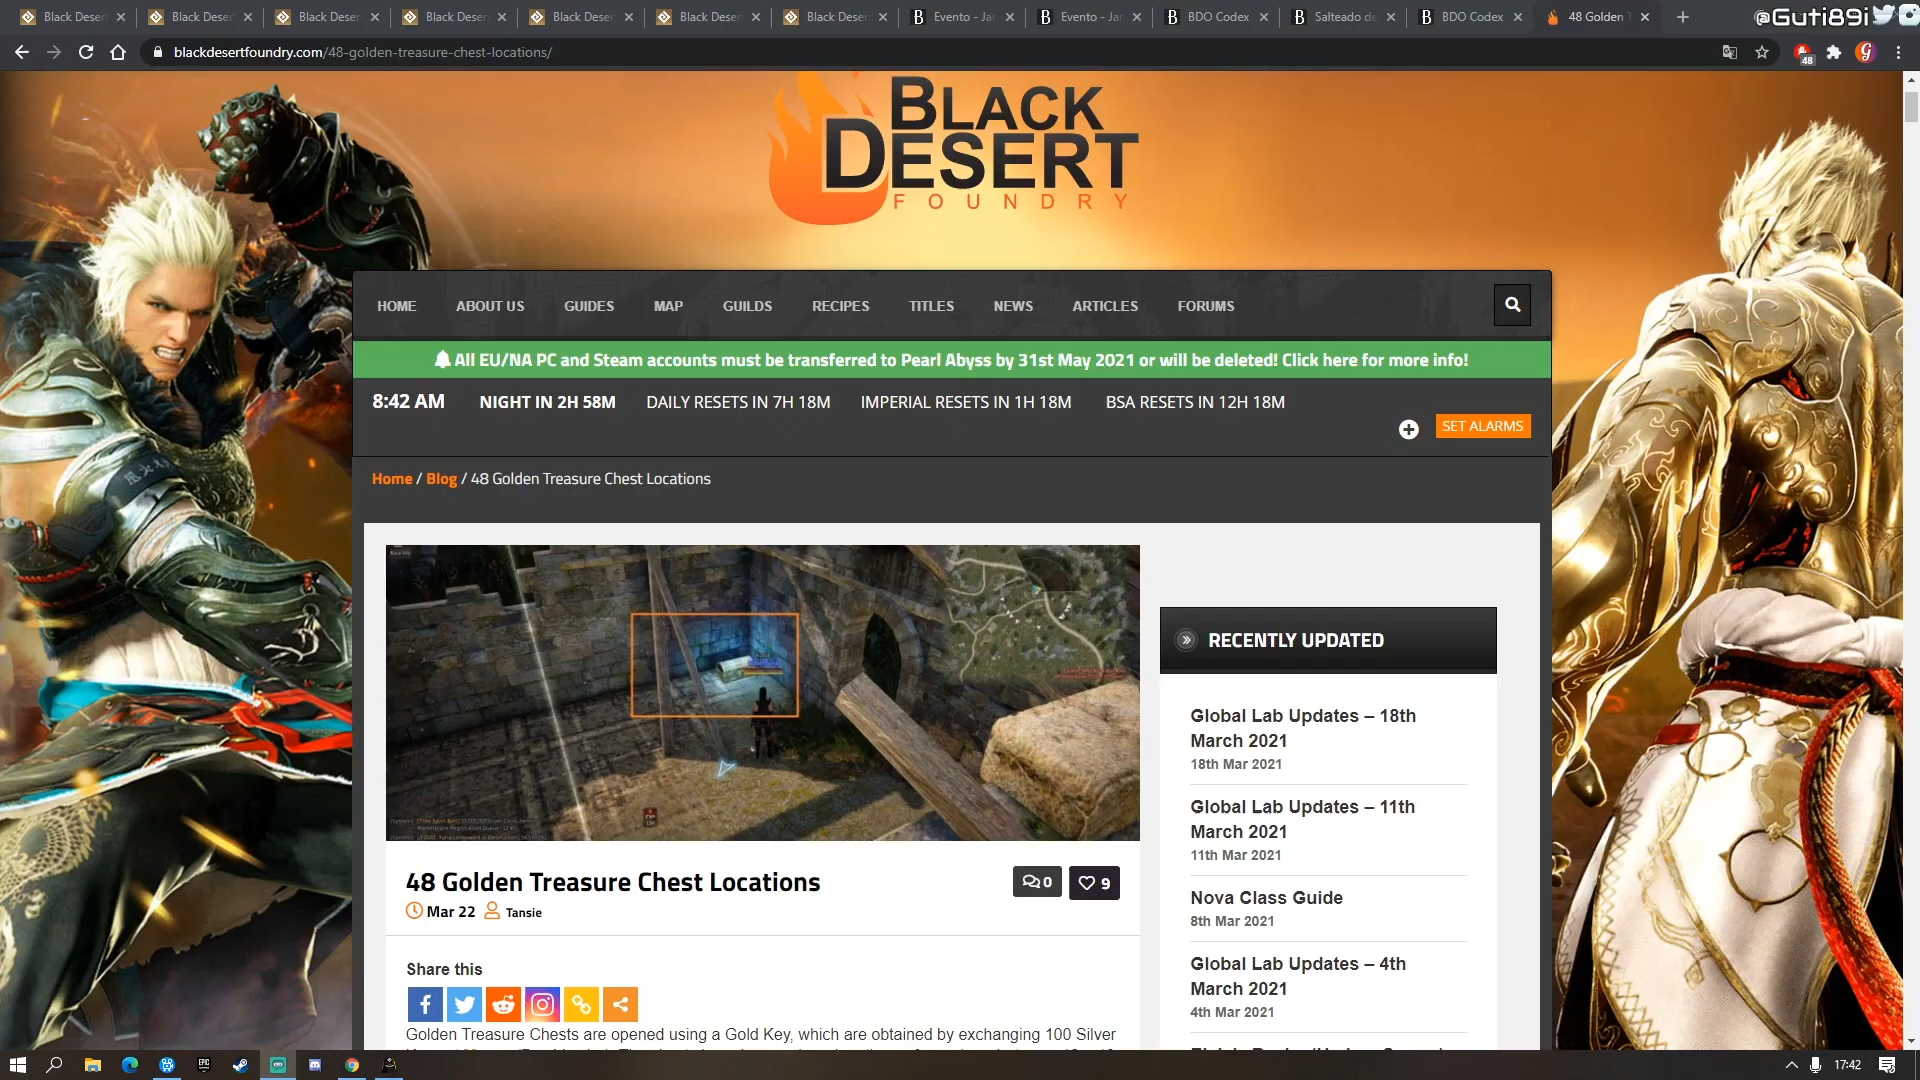 Black Desert
Black Desert
Black Desert
Black Desert
Black Desert
Black Desert
Black Desert
Evento - Ja
Evento - Ja
BDO Codex
Salteado de
BDO Codex
48 Golden T
@Guti89i
blackdesertfoundry.com/48-golden-treasure-chest-locations/
48
BLACK
DESERT
FOUNDRY
HOME
ABOUT US
GUIDES
MAP
GUILDS
RECIPES
TITLES
NEWS
ARTICLES
FORUMS
All EU/NA PC and Steam accounts must be transferred to Pearl Abyss by 31st May 2021 or will be deleted! Click here for more info!
8:42 AM
NIGHT IN 2H 58M
DAILY RESETS IN 7H 18M
IMPERIAL RESETS IN 1H 18M
BSA RESETS IN 12H 18M
SET ALARMS
Home / Blog / 48 Golden Treasure Chest Locations
48 Golden Treasure Chest Locations
0
9
Mar 22
Tansie
Share this
Golden Treasure Chests are opened using a Gold Key, which are obtained by exchanging 100 Silver
RECENTLY UPDATED
Global Lab Updates – 18th
March 2021
18th Mar 2021
Global Lab Updates – 11th
March 2021
11th Mar 2021
Nova Class Guide
8th Mar 2021
Global Lab Updates – 4th
March 2021
4th Mar 2021
17:42